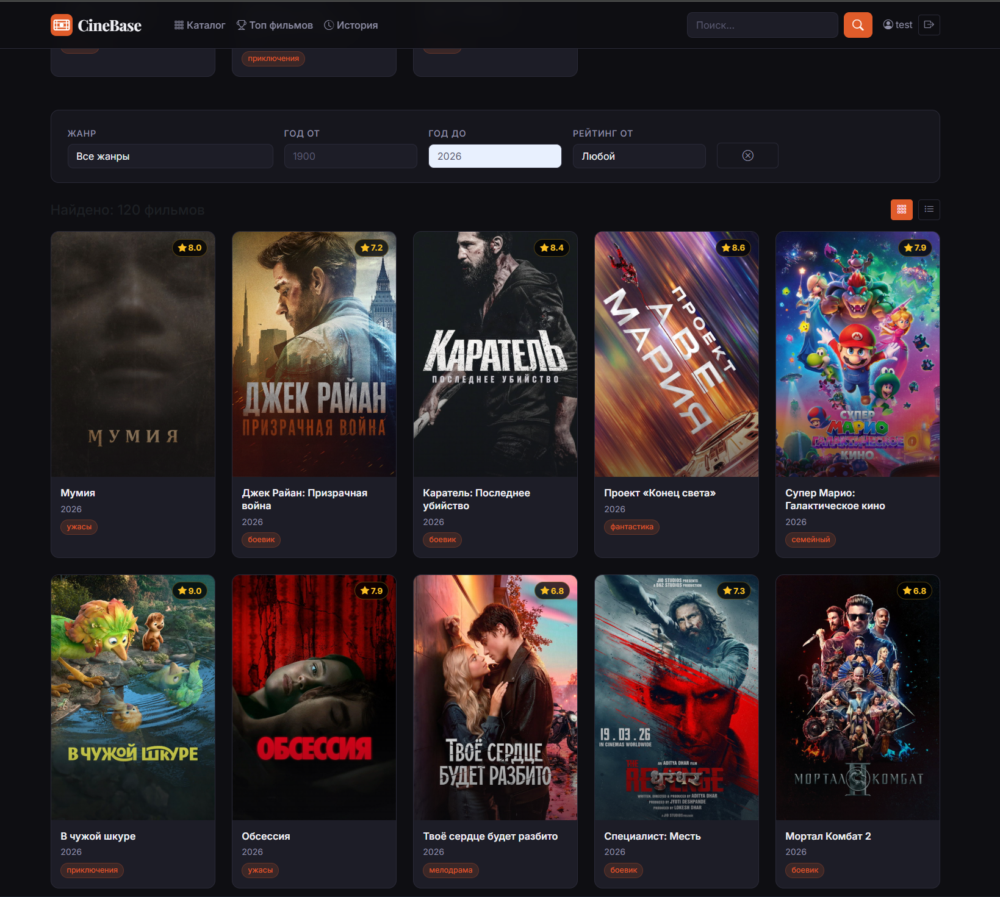 CineBase
Каталог
Топ фильмов
История
Поиск...
test
приключения
ЖАНР
ГОД ОТ
ГОД ДО
РЕЙТИНГ ОТ
Все жанры
1900
2026
Любой
Найдено: 120 фильмов
8.0
МУМИЯ
Мумия
2026
ужасы
7.2
ДЖЕК РАЙАН
ПРИЗРАЧНАЯ ВОЙНА
Джек Райан: Призрачная
война
2026
боевик
8.4
КАРАТЕЛЬ
ПОСЛЕДНЕЕ УБИЙСТВО
Каратель: Последнее
убийство
2026
боевик
8.6
ПРОЕКТ
АВЕ
МАРИЯ
Проект «Конец света»
2026
фантастика
7.9
СУПЕР
МАРИО
ГАЛАКТИЧЕСКОЕ
КИНО
Супер Марио:
Галактическое кино
2026
семейный
9.0
В ЧУЖОЙ ШКУРЕ
В чужой шкуре
2026
приключения
7.9
ОБСЕССИЯ
Обсессия
2026
ужасы
6.8
ТВОЁ СЕРДЦЕ
БУДЕТ РАЗБИТО
Твоё сердце будет разбито
2026
мелодрама
7.3
JIO STUDIOS PRESENTS
A B62 STUDIOS PRODUCTION
19.03.26
IN CINEMAS WORLDWIDE
AN ADITYA DHAR FILM
THE
REVENGE
धुरंधर
WRITTEN, DIRECTED & PRODUCED BY ADITYA DHAR
PRODUCED BY JYOTI DESHPANDE
PRODUCED BY LOKESH DHAR
A JIO STUDIOS RELEASE
Специалист: Месть
2026
боевик
6.8
МОРТАЛ КОМБАТ
II
Мортал Комбат 2
2026
боевик